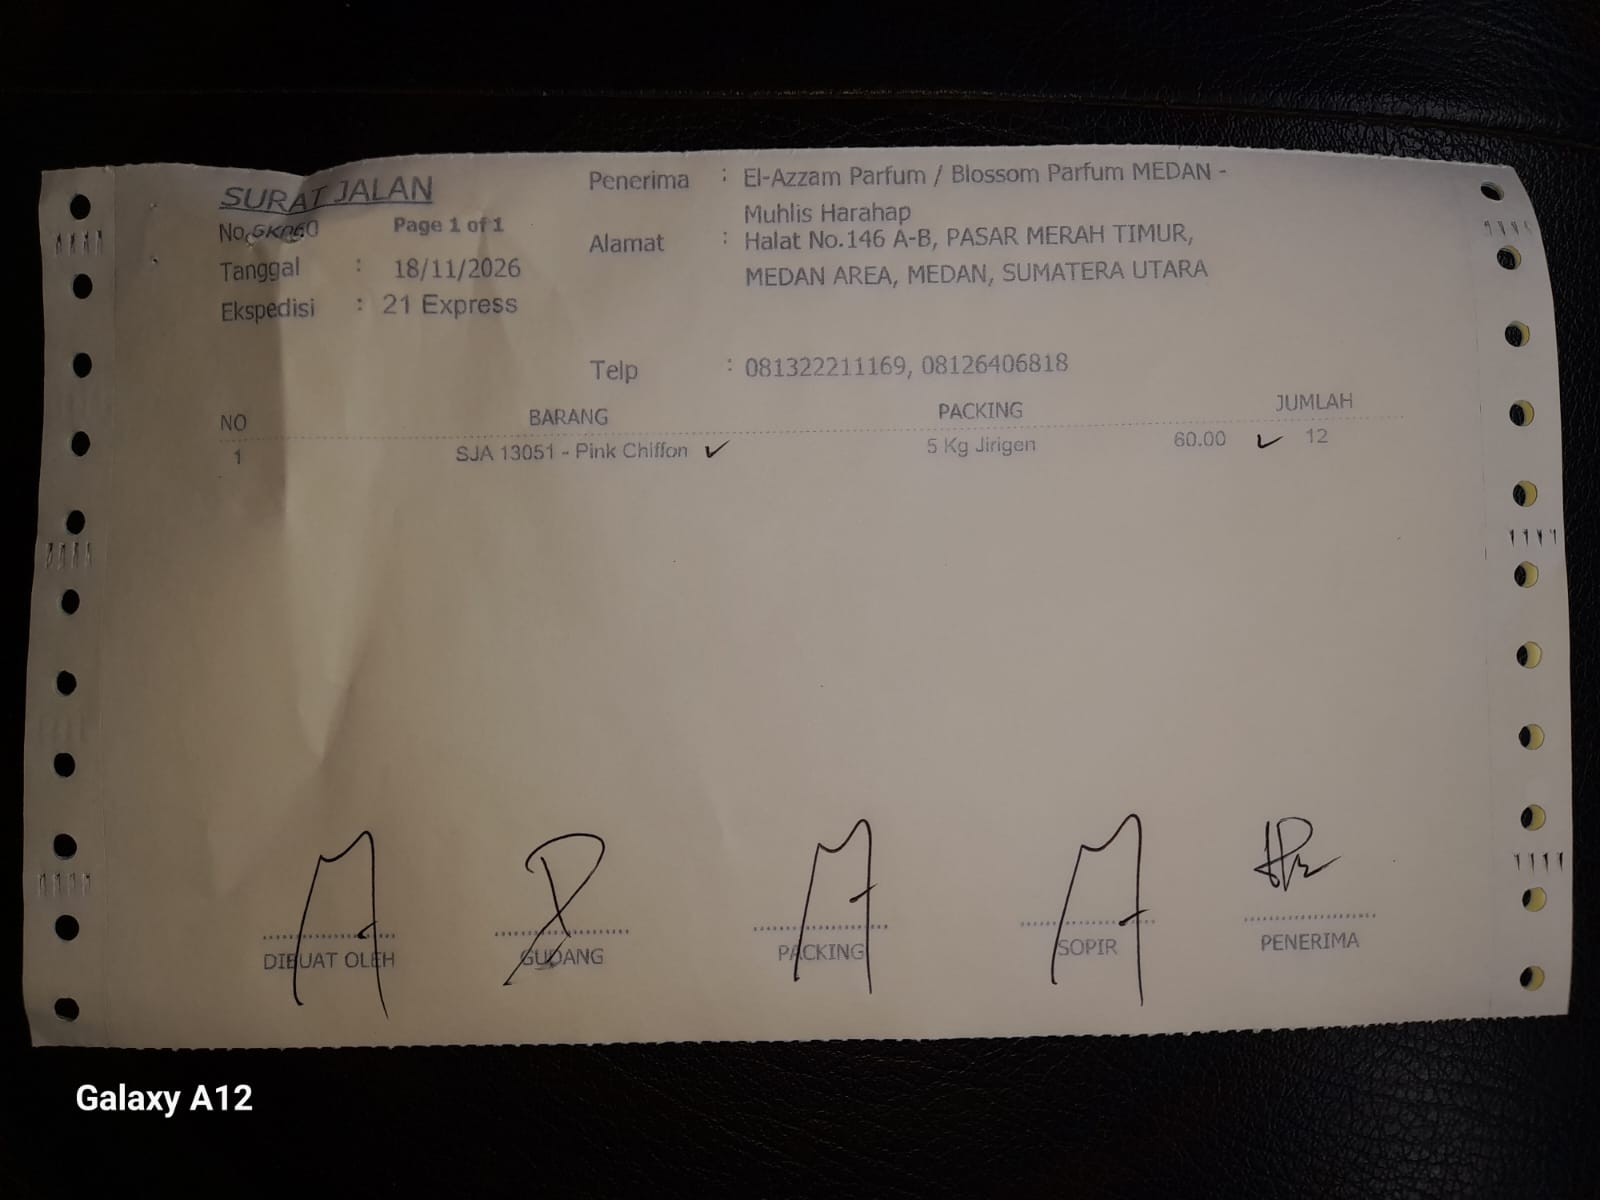 SURAT JALAN
No. Page 1 of 1
Tanggal : 18/11/2026
Ekspedisi : 21 Express
Penerima : El-Azzam Parfum / Blossom Parfum MEDAN -
Muhlis Harahap
Alamat : Halat No.146 A-B, PASAR MERAH TIMUR,
MEDAN AREA, MEDAN, SUMATERA UTARA
Telp : 081322211169, 08126406818
NO BARANG PACKING JUMLAH
1 SJA 13051 - Pink Chiffon ✓ 5 Kg Jirigen 60.00 ✓ 12
DIBUAT OLEH GUDANG PACKING SOPIR PENERIMA
Galaxy A12